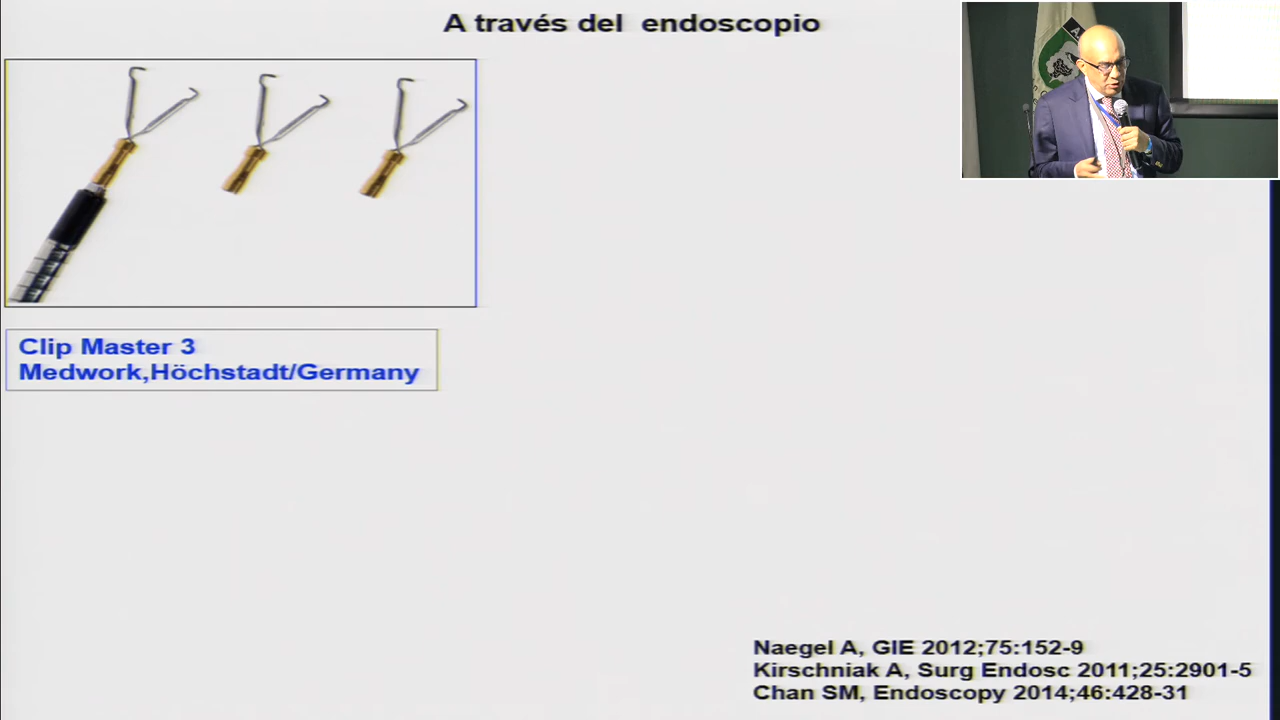 A través del endoscopio
Clip Master 3
Medwork,Höchstadt/Germany
Naegel A, GIE 2012;75:152-9
Kirschniak A, Surg Endosc 2011;25:2901-5
Chan SM, Endoscopy 2014;46:428-31